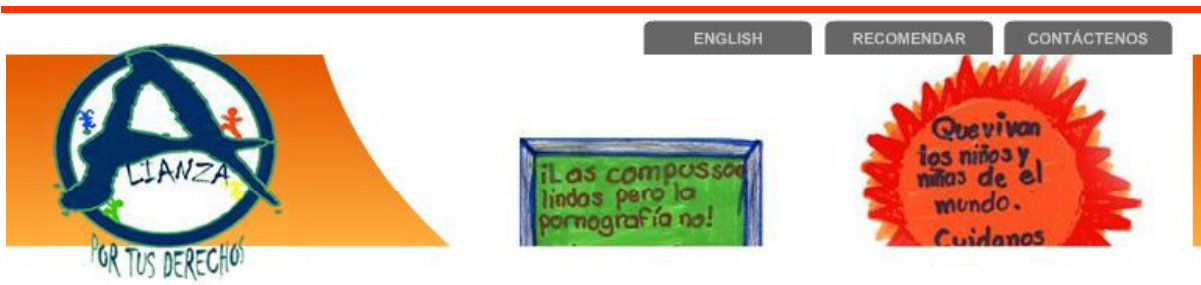 ENGLISH
RECOMENDAR
CONTÁCTENOS
ALIANZA
POR TUS DERECHOS
¡Las compus son
lindas pero la
pornografía no!
Que vivan
los niños y
niñas de el
mundo.
Cuidanos